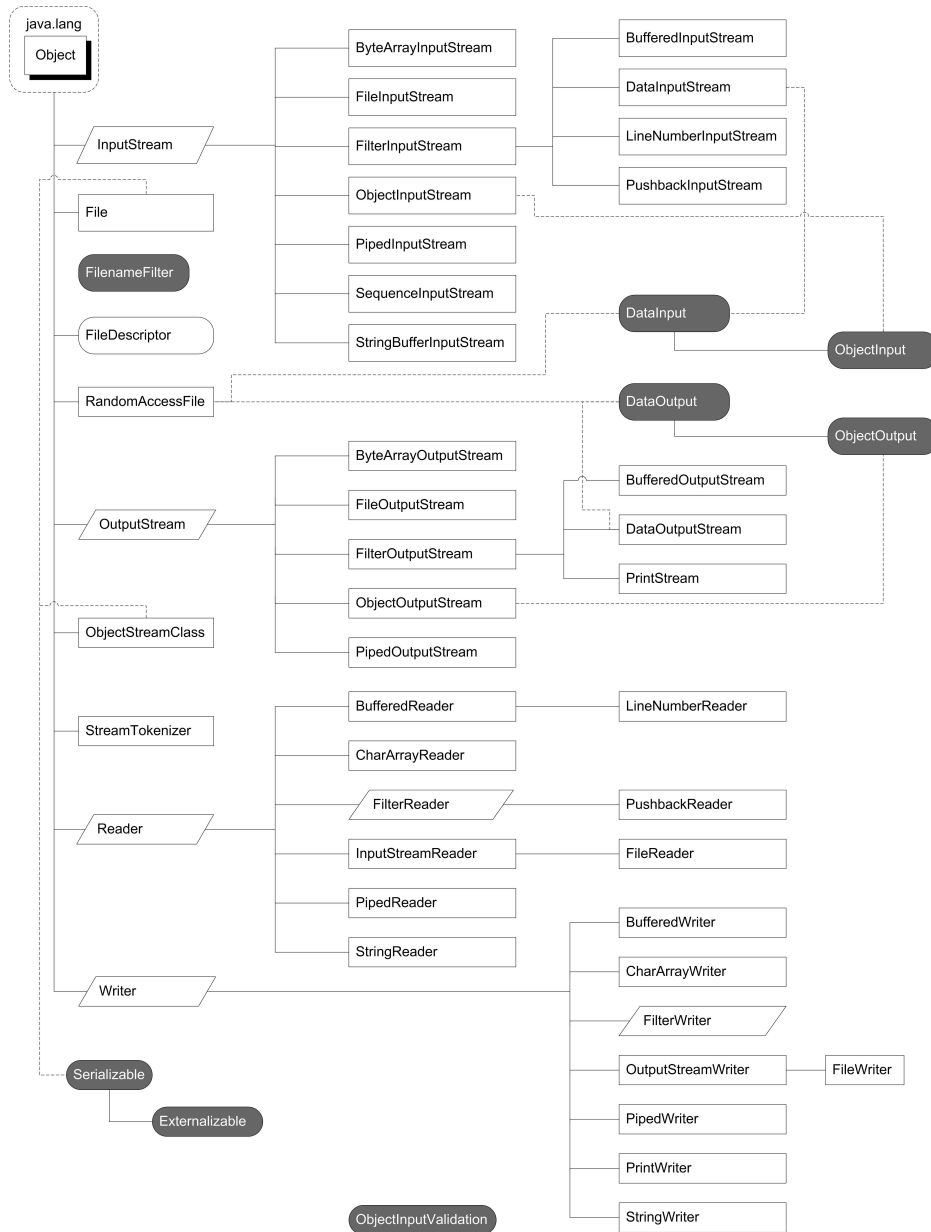 java.lang
Object
InputStream
File
FilenameFilter
FileDescriptor
RandomAccessFile
OutputStream
ObjectStreamClass
StreamTokenizer
Reader
Writer
Serializable
Externalizable
ByteArrayInputStream
FileInputStream
FilterInputStream
ObjectInputStream
PipedInputStream
SequenceInputStream
StringBufferInputStream
ByteArrayOutputStream
FileOutputStream
FilterOutputStream
ObjectOutputStream
PipedOutputStream
BufferedReader
CharArrayReader
FilterReader
InputStreamReader
PipedReader
StringReader
ObjectInputValidation
BufferedInputStream
DataInputStream
LineNumberInputStream
PushbackInputStream
DataInput
DataOutput
BufferedOutputStream
DataOutputStream
PrintStream
LineNumberReader
PushbackReader
FileReader
BufferedWriter
CharArrayWriter
FilterWriter
OutputStreamWriter
PipedWriter
PrintWriter
StringWriter
ObjectInput
ObjectOutput
FileWriter